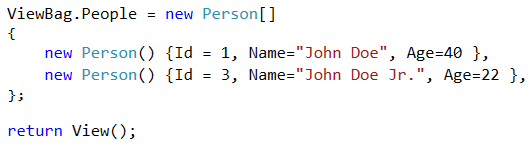 ViewBag.People = new Person[]
{
    new Person() {Id = 1, Name="John Doe", Age=40 },
    new Person() {Id = 3, Name="John Doe Jr.", Age=22 },
};
return View();